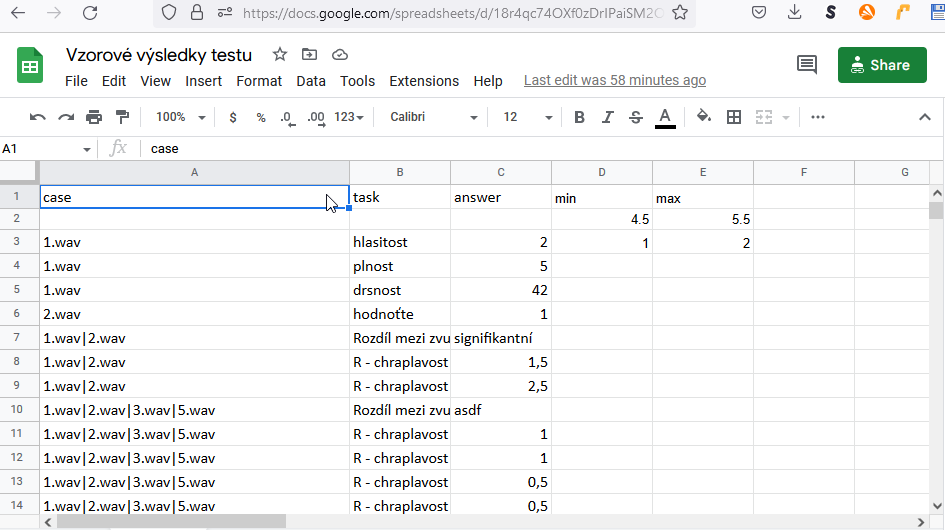 https://docs.google.com/spreadsheets/d/18r4qc74OXf0zDrIPaiSM2O
Vzorové výsledky testu
File Edit View Insert Format Data Tools Extensions Help Last edit was 58 minutes ago
Share
100% $ % .0 .00 123 Calibri 12 B I S A
A1 fx case
A B C D E F G
1 case task answer min max
2 4.5 5.5
3 1.wav hlasitost 2 1 2
4 1.wav plnost 5
5 1.wav drsnost 42
6 2.wav hodnoťte 1
7 1.wav|2.wav Rozdíl mezi zvu signifikantní
8 1.wav|2.wav R - chraplavost 1,5
9 1.wav|2.wav R - chraplavost 2,5
10 1.wav|2.wav|3.wav|5.wav Rozdíl mezi zvu asdf
11 1.wav|2.wav|3.wav|5.wav R - chraplavost 1
12 1.wav|2.wav|3.wav|5.wav R - chraplavost 1
13 1.wav|2.wav|3.wav|5.wav R - chraplavost 0,5
14 1.wav|2.wav|3.wav|5.wav R - chraplavost 0,5